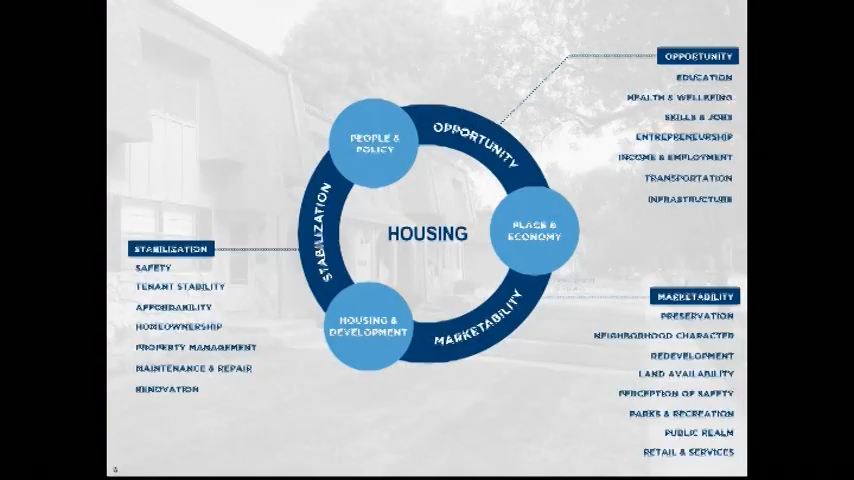 OPPORTUNITY
EDUCATION
HEALTH & WELLBEING
SKILLS & JOBS
ENTREPRENEURSHIP
INCOME & EMPLOYMENT
TRANSPORTATION
INFRASTRUCTURE
PEOPLE &
POLICY
OPPORTUNITY
STABILIZATION
HOUSING
PLACE &
ECONOMY
HOUSING &
DEVELOPMENT
MARKETABILITY
STABILIZATION
SAFETY
TENANT STABILITY
AFFORDABILITY
HOMEOWNERSHIP
PROPERTY MANAGEMENT
MAINTENANCE & REPAIR
RENOVATION
MARKETABILITY
PRESERVATION
NEIGHBORHOOD CHARACTER
REDEVELOPMENT
LAND AVAILABILITY
PERCEPTION OF SAFETY
PARKS & RECREATION
PUBLIC REALM
RETAIL & SERVICES